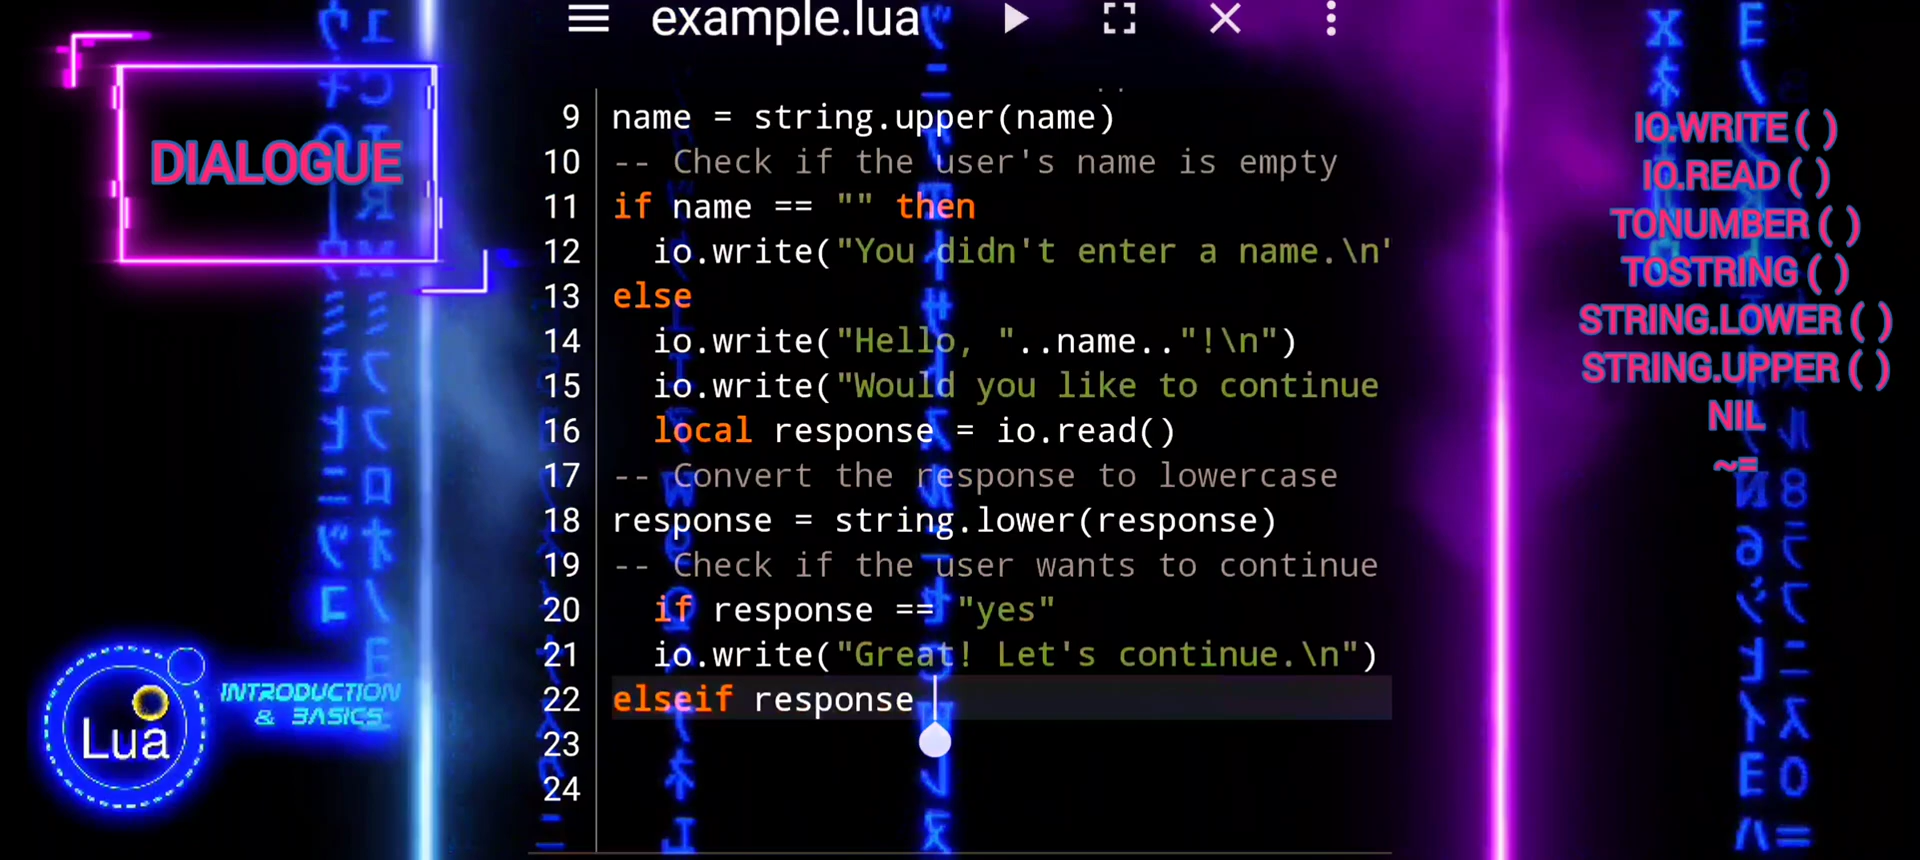 example.lua
DIALOGUE
9 name = string.upper(name)
10 -- Check if the user's name is empty
11 if name == "" then
12 io.write("You didn't enter a name.\n"
13 else
14 io.write("Hello, "..name.."!\n")
15 io.write("Would you like to continue
16 local response = io.read()
17 -- Convert the response to lowercase
18 response = string.lower(response)
19 -- Check if the user wants to continue
20 if response == "yes"
21 io.write("Great! Let's continue.\n")
22 elseif response
23
24
IO.WRITE ( )
IO.READ ( )
TONUMBER ( )
TOSTRING ( )
STRING.LOWER ( )
STRING.UPPER ( )
NIL
~=
Lua
INTRODUCTION
& BASICS